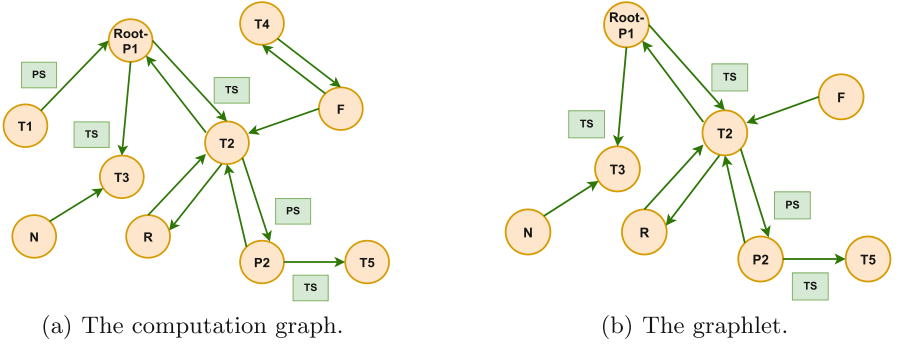 T4
Root-
P1
PS
TS
F
T1
TS
T2
T3
PS
N
R
P2
T5
TS
(a) The computation graph.
Root-
P1
TS
F
TS
T2
T3
PS
N
R
P2
T5
TS
(b) The graphlet.